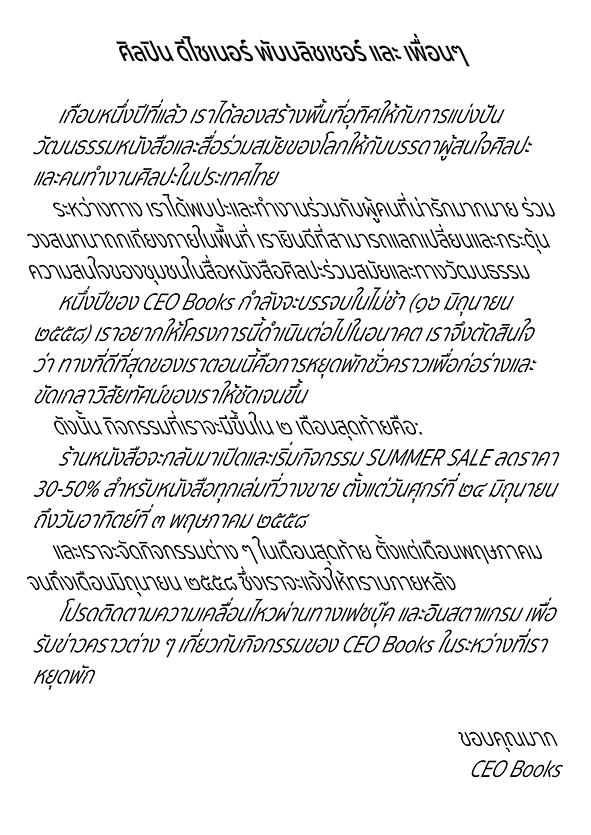 ศิลปิน ดีไซเนอร์ พับบลิชเชอร์ และ เพื่อนๆ
เกือบหนึ่งปีที่แล้ว เราได้ลองสร้างพื้นที่อุทิศให้กับการแบ่งปัน
วัฒนธรรมหนังสือและสื่อร่วมสมัยของโลกให้กับบรรดาผู้สนใจศิลปะ
และคนทำงานศิลปะในประเทศไทย
ระหว่างทาง เราได้พบปะและทำงานร่วมกับผู้คนที่น่ารักมากมาย ร่วม
วงสนทนาถกเถียงภายในพื้นที่ เรายินดีที่สามารถแลกเปลี่ยนและกระตุ้น
ความสนใจของชุมชนในสื่อหนังสือศิลปะร่วมสมัยและทางวัฒนธรรม
หนึ่งปีของ CEO Books กำลังจะบรรจบในไม่ช้า (๑๖ มิถุนายน
๒๕๕๘) เราอยากให้โครงการนี้ดำเนินต่อไปในอนาคต เราจึงตัดสินใจ
ว่า ทางที่ดีที่สุดของเราตอนนี้คือการหยุดพักชั่วคราวเพื่อก่อร่างและ
ขัดเกลาวิสัยทัศน์ของเราให้ชัดเจนขึ้น
ดังนั้น กิจกรรมที่เราจะมีขึ้นใน ๒ เดือนสุดท้ายคือ:
ร้านหนังสือจะกลับมาเปิดและเริ่มกิจกรรม SUMMER SALE ลดราคา
30-50% สำหรับหนังสือทุกเล่มที่วางขาย ตั้งแต่วันศุกร์ที่ ๒๔ มิถุนายน
ถึงวันอาทิตย์ที่ ๓ พฤษภาคม ๒๕๕๘
และเราจะจัดกิจกรรมต่าง ๆ ในเดือนสุดท้าย ตั้งแต่เดือนพฤษภาคม
จนถึงเดือนมิถุนายน ๒๕๕๘ ซึ่งเราจะแจ้งให้ทราบภายหลัง
โปรดติดตามความเคลื่อนไหวผ่านทางเฟซบุ๊ค และอินสตาแกรม เพื่อ
รับข่าวคราวต่าง ๆ เกี่ยวกับกิจกรรมของ CEO Books ในระหว่างที่เรา
หยุดพัก
ขอบคุณมาก
CEO Books